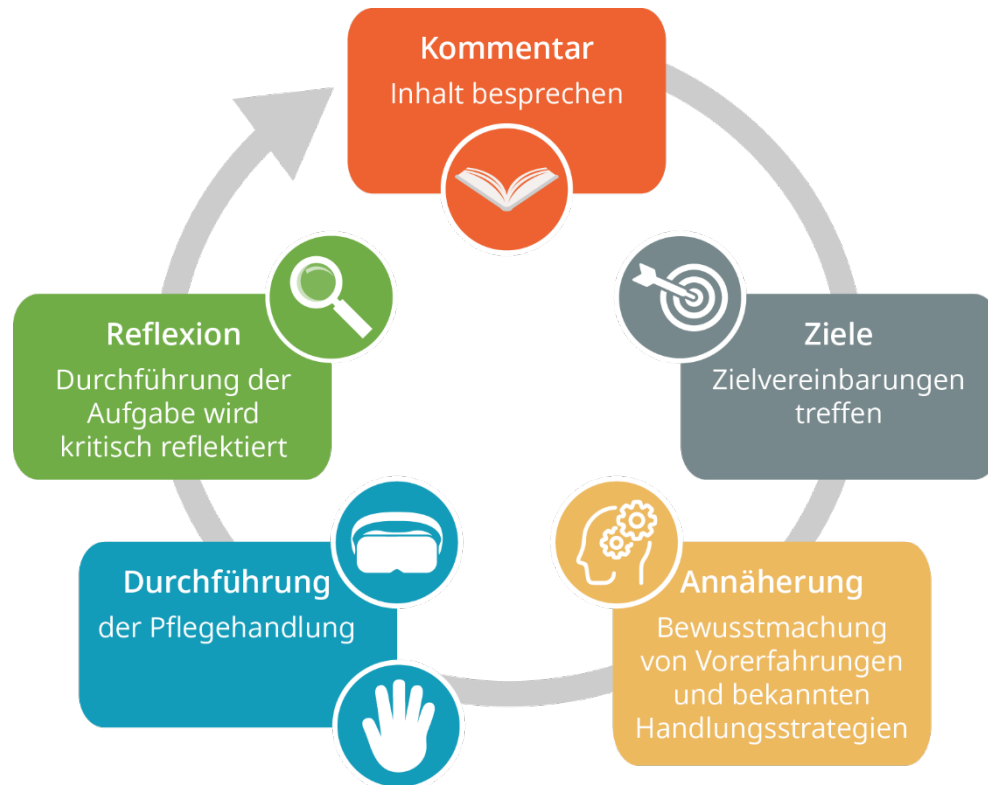 Kommentar
Inhalt besprechen
Ziele
Zielvereinbarungen
treffen
Annäherung
Bewusstmachung
von Vorerfahrungen
und bekannten
Handlungsstrategien
Durchführung
der Pflegehandlung
Reflexion
Durchführung der
Aufgabe wird
kritisch reflektiert